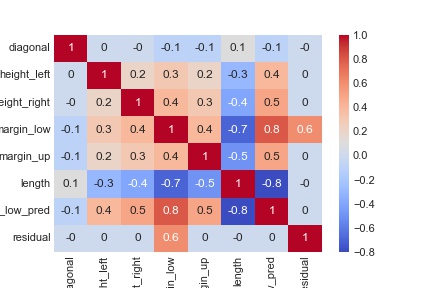 diagonal 1 0 -0 -0.1 -0.1 0.1 -0.1 -0
height_left 0 1 0.2 0.3 0.2 -0.3 0.4 0
eight_right -0 0.2 1 0.4 0.3 -0.4 0.5 0
margin_low -0.1 0.3 0.4 1 0.4 -0.7 0.8 0.6
margin_up -0.1 0.2 0.3 0.4 1 -0.5 0.5 0
length 0.1 -0.3 -0.4 -0.7 -0.5 1 -0.8 -0
_low_pred -0.1 0.4 0.5 0.8 0.5 -0.8 1 0
residual -0 0 0 0.6 0 -0 0 1
agonal ht_left t_right in_low gin_up length v_pred sidual
1.0
0.8
0.6
0.4
0.2
0.0
-0.2
-0.4
-0.6
-0.8